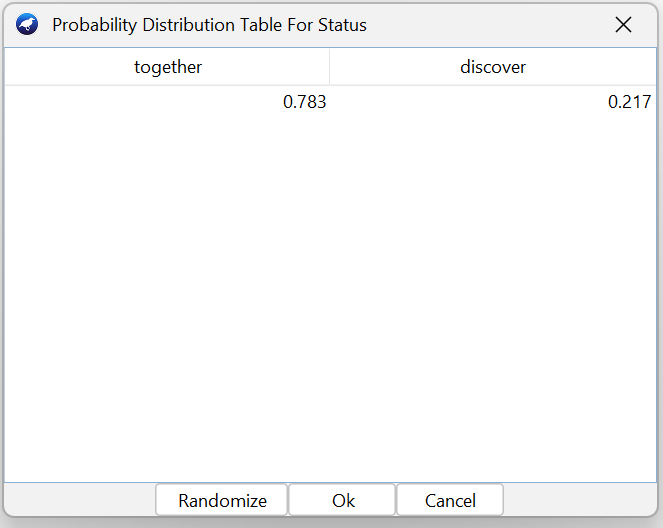 Probability Distribution Table For Status
together discover
0.783 0.217
Randomize Ok Cancel